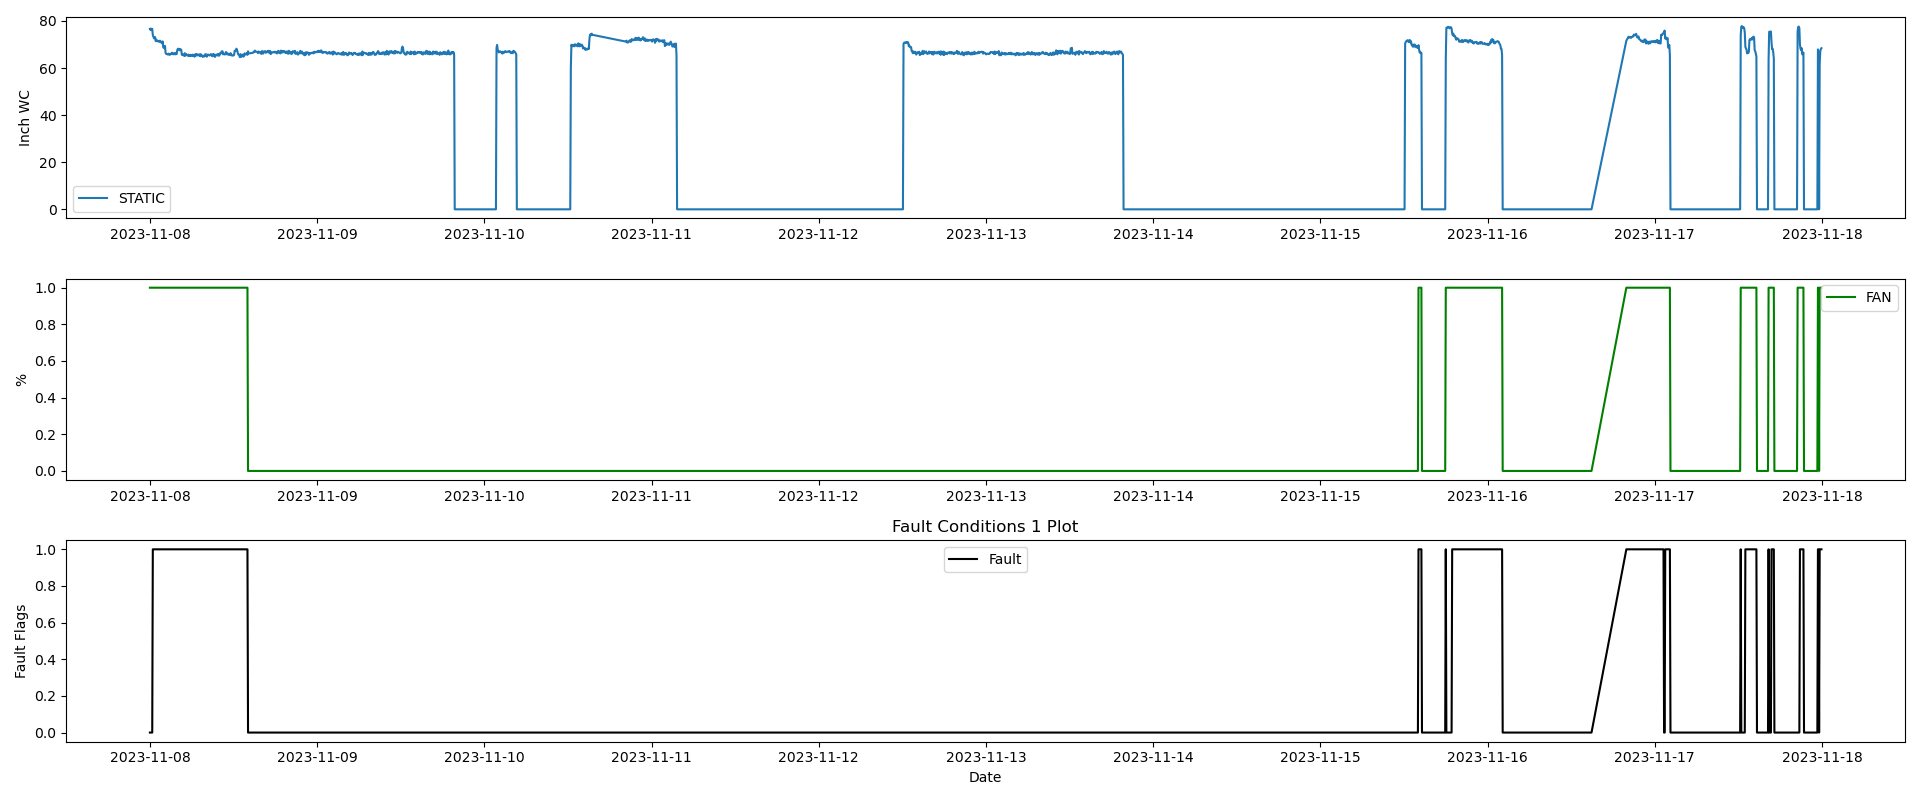 80
60
40
20
0
Inch WC
STATIC
2023-11-08 2023-11-09 2023-11-10 2023-11-11 2023-11-12 2023-11-13 2023-11-14 2023-11-15 2023-11-16 2023-11-17 2023-11-18
1.0
0.8
0.6
0.4
0.2
0.0
%
FAN
2023-11-08 2023-11-09 2023-11-10 2023-11-11 2023-11-12 2023-11-13 2023-11-14 2023-11-15 2023-11-16 2023-11-17 2023-11-18
Fault Conditions 1 Plot
1.0
0.8
0.6
0.4
0.2
0.0
Fault Flags
Fault
2023-11-08 2023-11-09 2023-11-10 2023-11-11 2023-11-12 2023-11-13 2023-11-14 2023-11-15 2023-11-16 2023-11-17 2023-11-18
Date